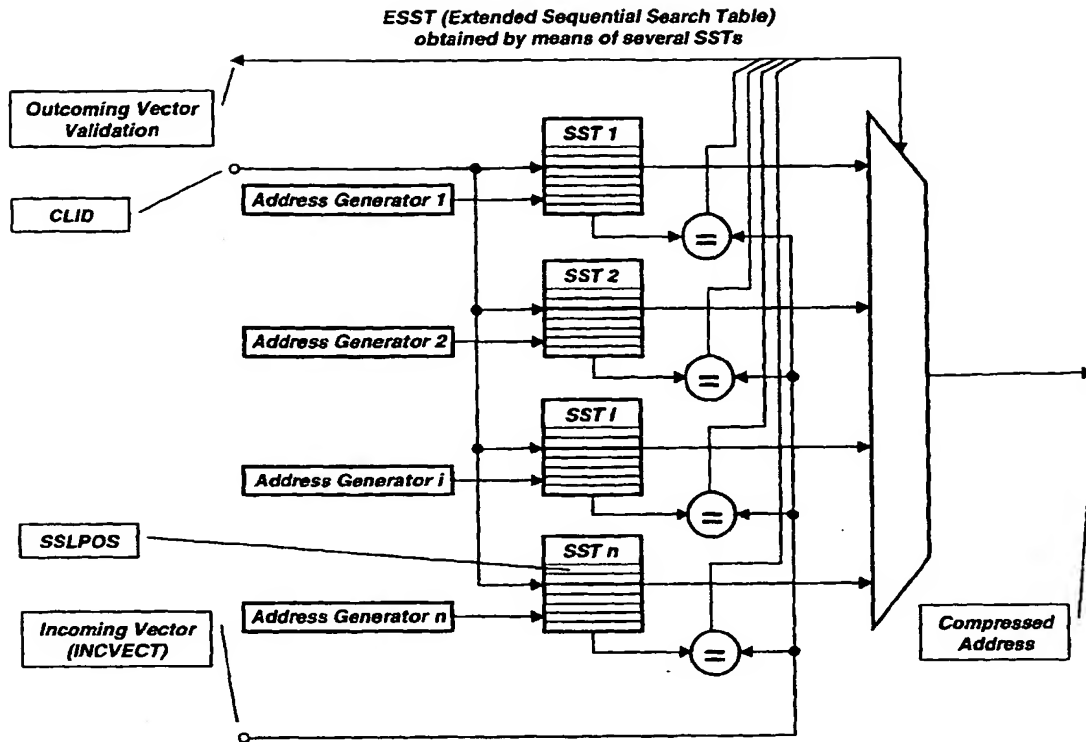 ESST (Extended Sequential Search Table)
obtained by means of several SSTs
Outcoming Vector
Validation
CLID
SST 1
Address Generator 1
=
SST 2
Address Generator 2
=
SST I
Address Generator i
=
SSLPOS
SST n
Address Generator n
=
Incoming Vector
(INCVECT)
Compressed
Address